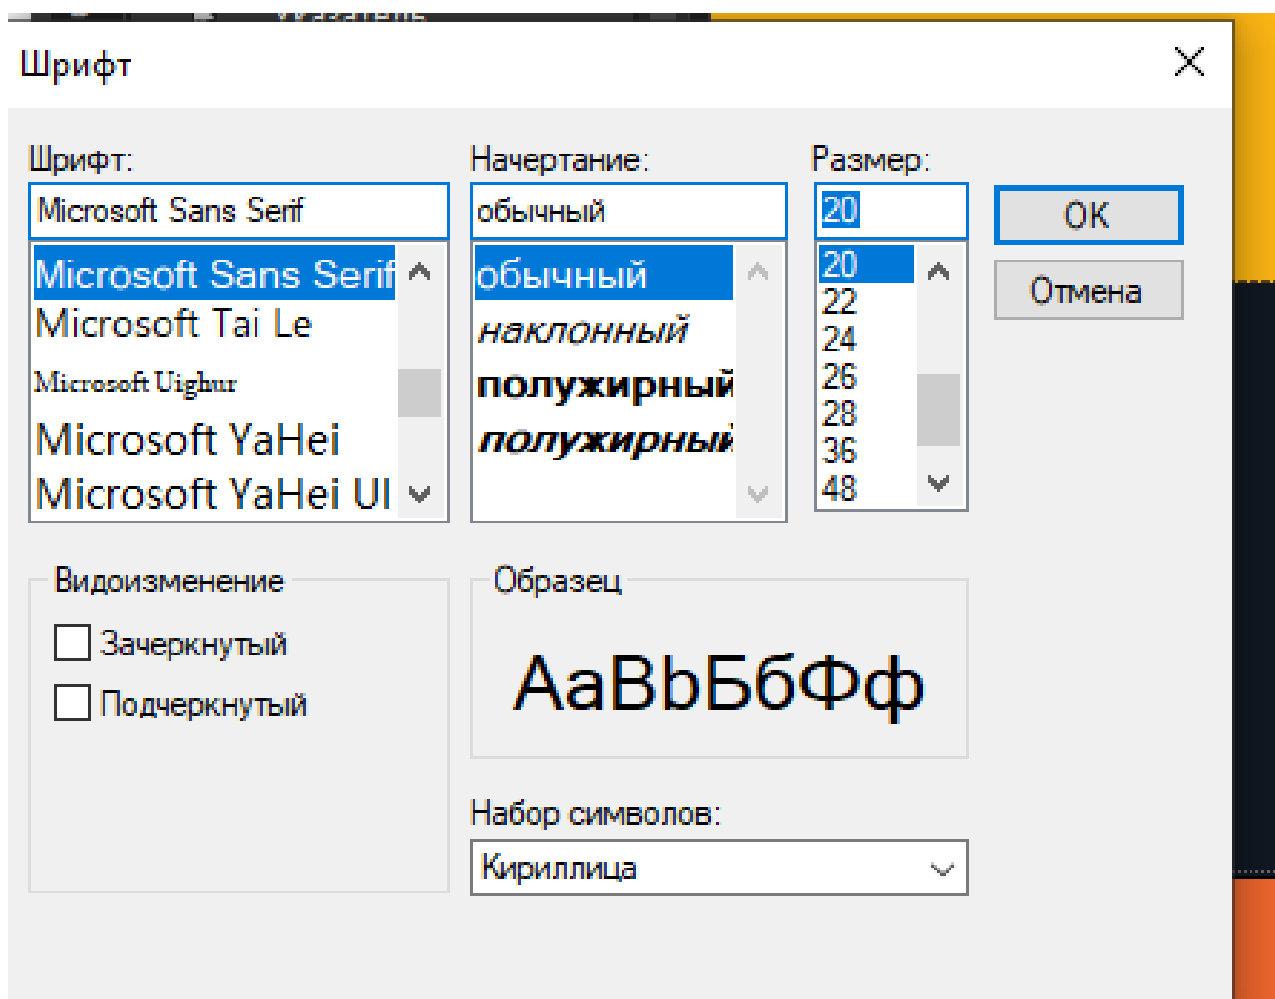 Указатель
Шрифт
Шрифт:
Начертание:
Размер:
Microsoft Sans Serif
обычный
20
OK
Отмена
Microsoft Sans Serif
Microsoft Tai Le
Microsoft Uighur
Microsoft YaHei
Microsoft YaHei UI
обычный
наклонный
полужирный
полужирный
20
22
24
26
28
36
48
Видоизменение
Зачеркнутый
Подчеркнутый
Образец
АаBbБбФф
Набор символов:
Кириллица